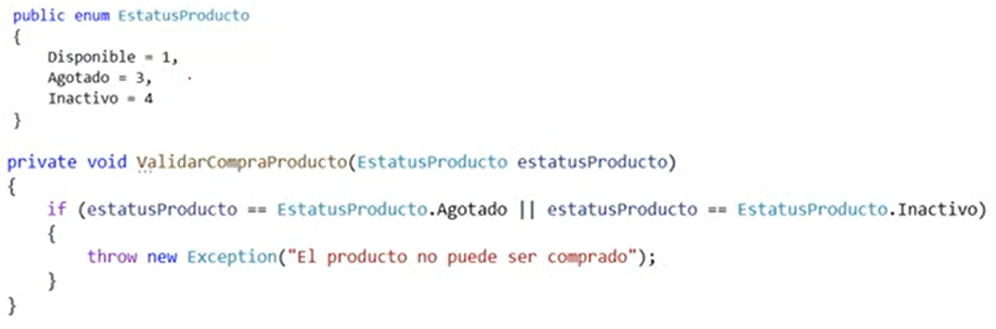 public enum EstatusProducto
{
    Disponible = 1,
    Agotado = 3,
    Inactivo = 4
}
private void ValidarCompraProducto(EstatusProducto estatusProducto)
{
    if (estatusProducto == EstatusProducto.Agotado || estatusProducto == EstatusProducto.Inactivo)
    {
        throw new Exception("El producto no puede ser comprado");
    }
}